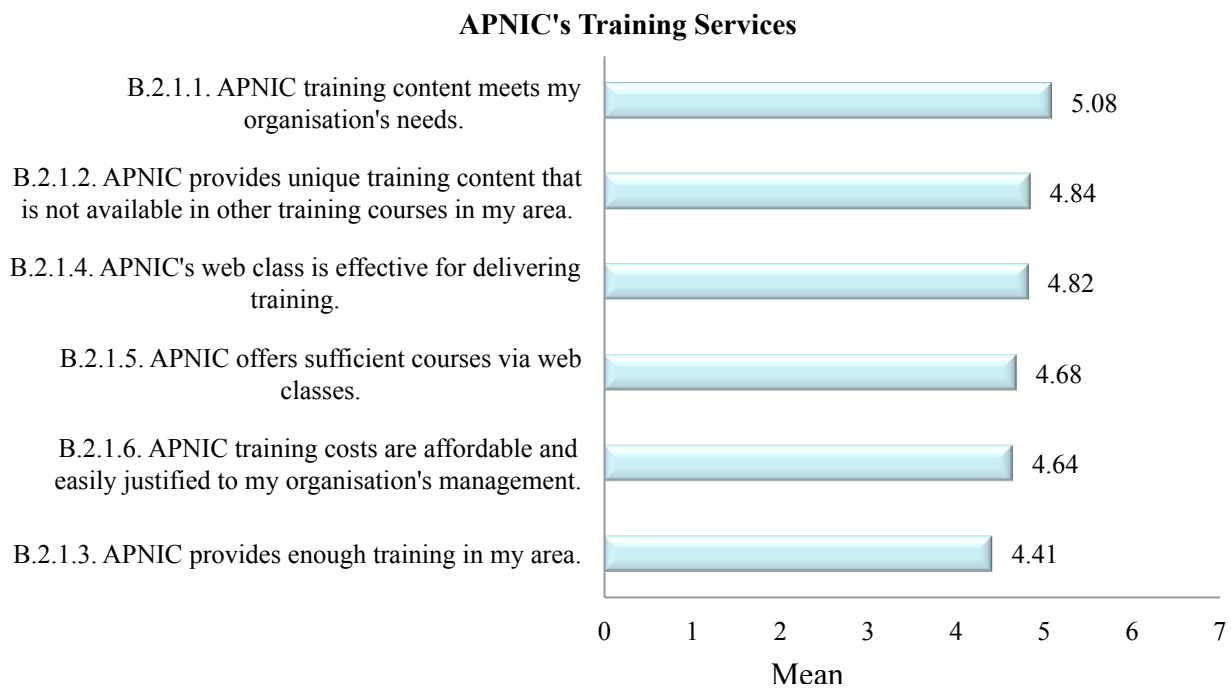 APNIC's Training Services
B.2.1.1. APNIC training content meets my
organisation's needs.
5.08
B.2.1.2. APNIC provides unique training content that
is not available in other training courses in my area.
4.84
B.2.1.4. APNIC's web class is effective for delivering
training.
4.82
B.2.1.5. APNIC offers sufficient courses via web
classes.
4.68
B.2.1.6. APNIC training costs are affordable and
easily justified to my organisation's management.
4.64
B.2.1.3. APNIC provides enough training in my area.
4.41
0 1 2 3 4 5 6 7
Mean